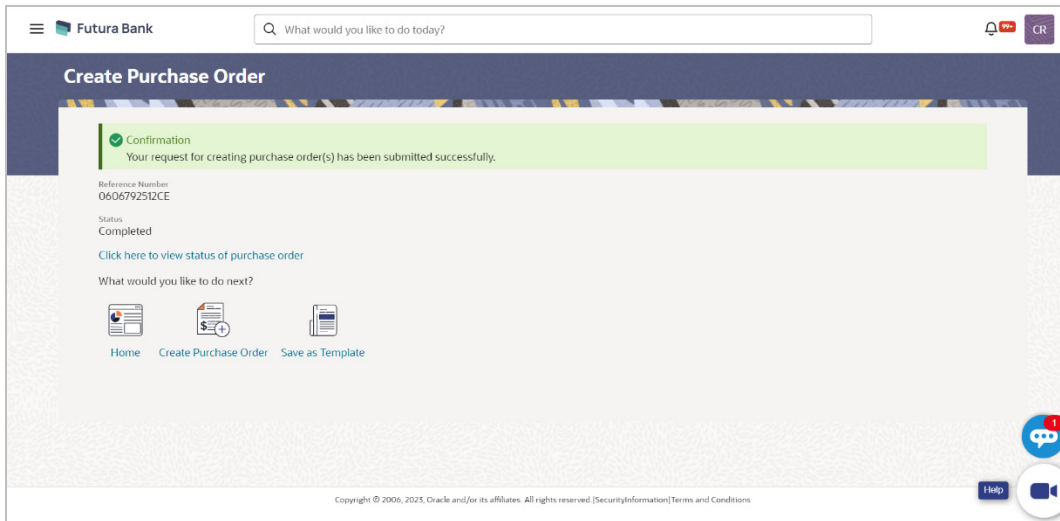 Futura Bank
What would you like to do today?
99+
CR
Create Purchase Order
Confirmation
Your request for creating purchase order(s) has been submitted successfully.
Reference Number
0606792512CE
Status
Completed
Click here to view status of purchase order
What would you like to do next?
$
Home Create Purchase Order Save as Template
1
Help
Copyright © 2006, 2023, Oracle and/or its affiliates. All rights reserved.|SecurityInformation|Terms and Conditions